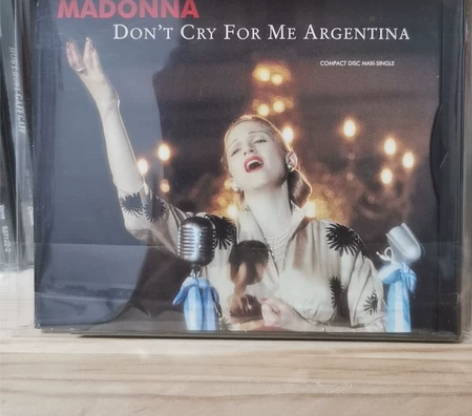 MADONNA
DON'T CRY FOR ME ARGENTINA
COMPACT DISC MAXI-SINGLE